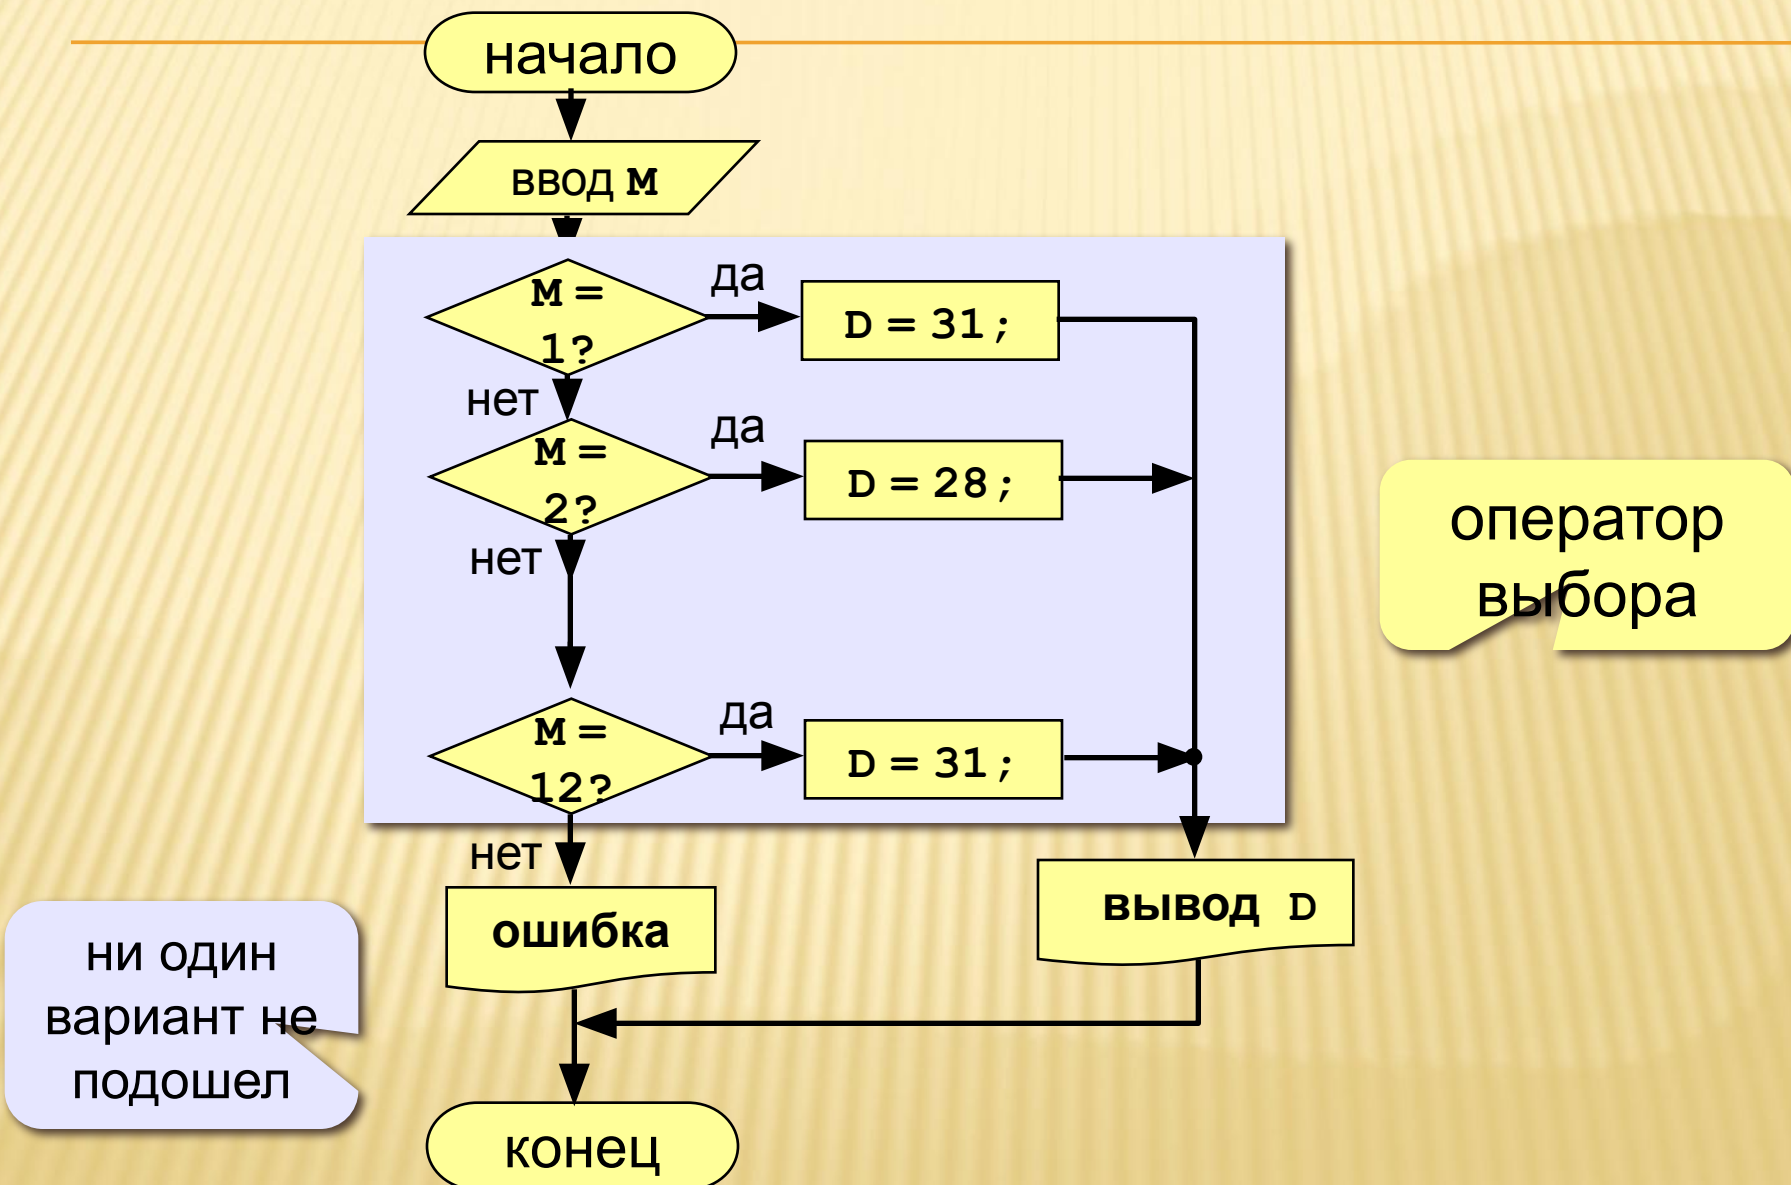 начало
ввод M
M =
1?
да
D = 31;
нет
M =
2?
да
D = 28;
нет
оператор
выбора
M =
12?
да
D = 31;
нет
ошибка
вывод D
ни один
вариант не
подошел
конец